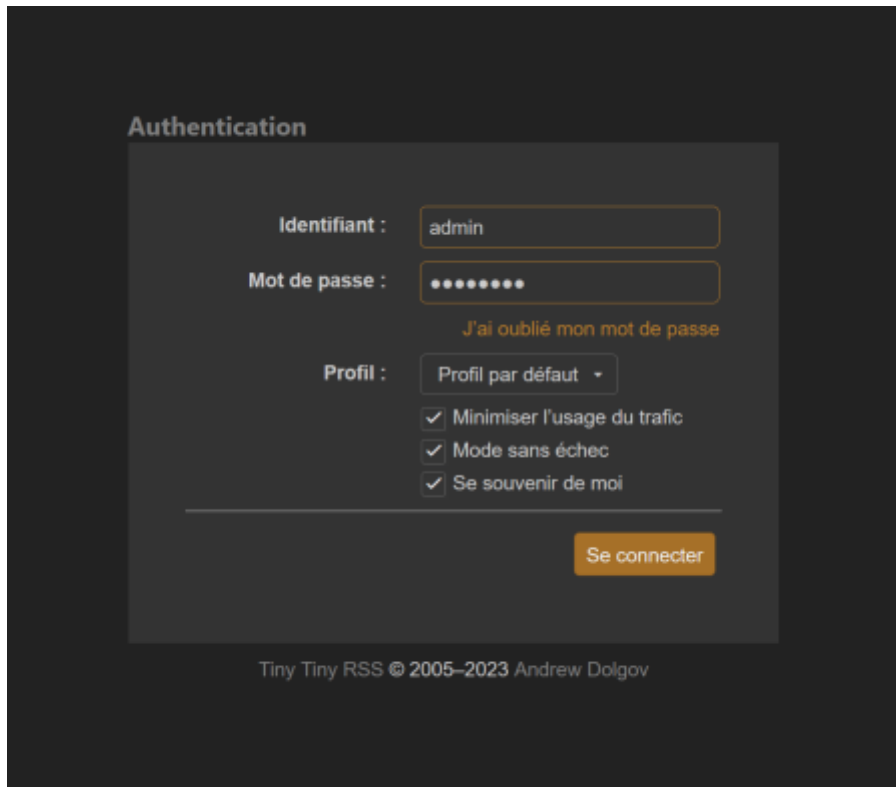 Authentication
Identifiant : admin
Mot de passe : ••••••••
J'ai oublié mon mot de passe
Profil : Profil par défaut
Minimiser l'usage du trafic
Mode sans échec
Se souvenir de moi
Se connecter
Tiny Tiny RSS © 2005–2023 Andrew Dolgov